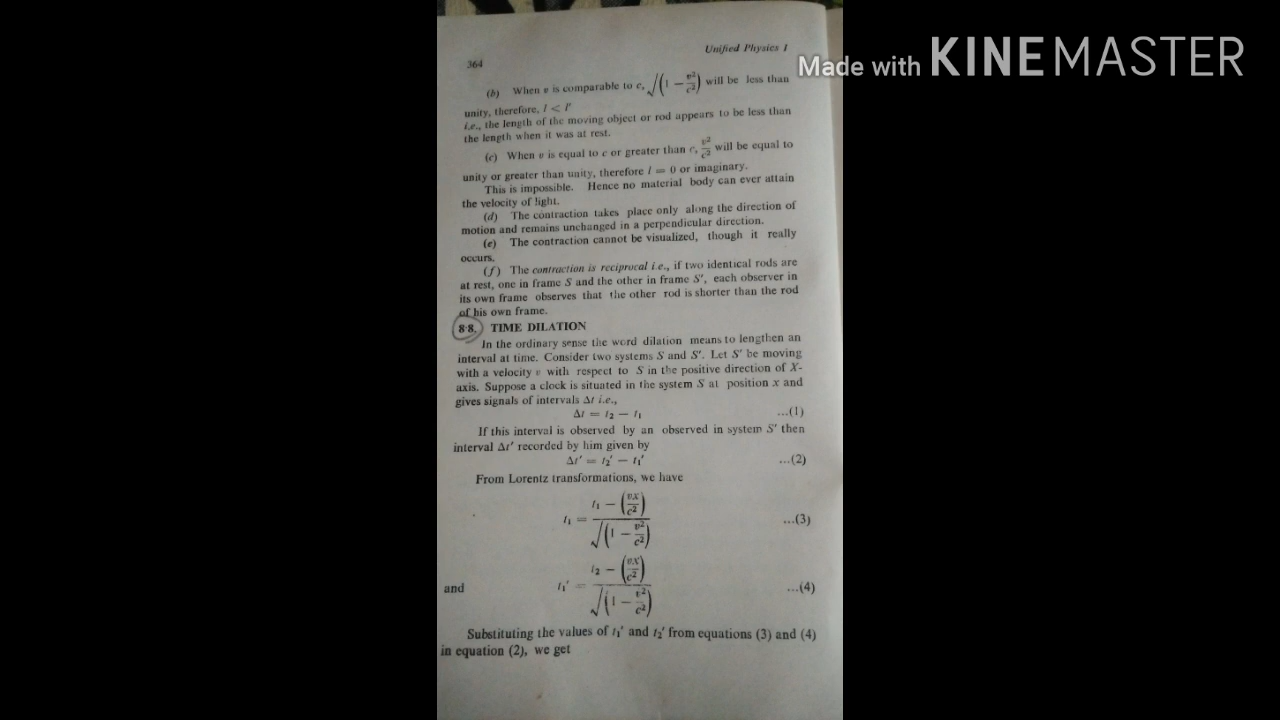 Made with KINEMASTER
364
Unified Physics I
(b) When v is comparable to c, √(1 − v²/c²) will be less than
unity, therefore, l < l'
i.e., the length of the moving object or rod appears to be less than
the length when it was at rest.
(c) When v is equal to c or greater than c, v²/c² will be equal to
unity or greater than unity, therefore l = 0 or imaginary.
This is impossible. Hence no material body can ever attain
the velocity of light.
(d) The contraction takes place only along the direction of
motion and remains unchanged in a perpendicular direction.
(e) The contraction cannot be visualized, though it really
occurs.
(f) The contraction is reciprocal i.e., if two identical rods are
at rest, one in frame S and the other in frame S', each observer in
its own frame observes that the other rod is shorter than the rod
of his own frame.
8·8. TIME DILATION
In the ordinary sense the word dilation means to lengthen an
interval at time. Consider two systems S and S'. Let S' be moving
with a velocity v with respect to S in the positive direction of X-
axis. Suppose a clock is situated in the system S at position x and
gives signals of intervals Δt i.e.,
Δt = t₂ − t₁ ...(1)
If this interval is observed by an observed in system S' then
interval Δt' recorded by him given by
Δt' = t₂' − t₁' ...(2)
From Lorentz transformations, we have
t₁ = (t₁ − (vx/c²)) / √(1 − v²/c²) ...(3)
and t₁' = (t₂ − (vx/c²)) / √(1 − v²/c²) ...(4)
Substituting the values of t₁' and t₂' from equations (3) and (4)
in equation (2), we get